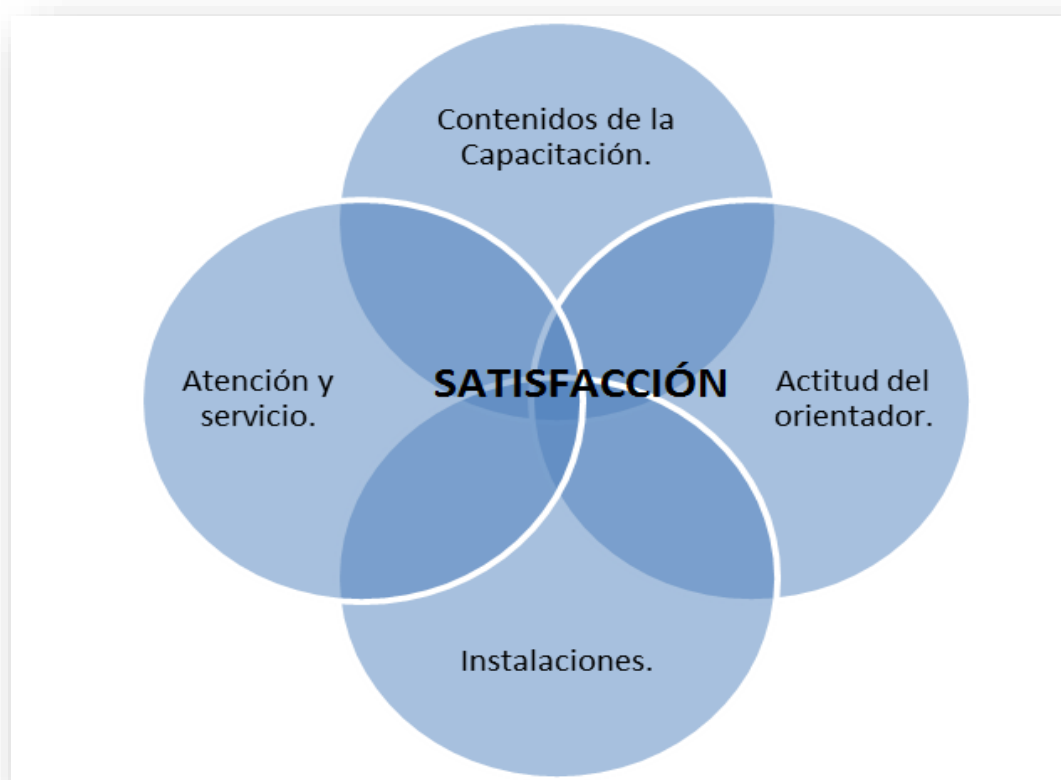 Contenidos de la
Capacitación.
Atención y
servicio.
SATISFACCIÓN
Actitud del
orientador.
Instalaciones.